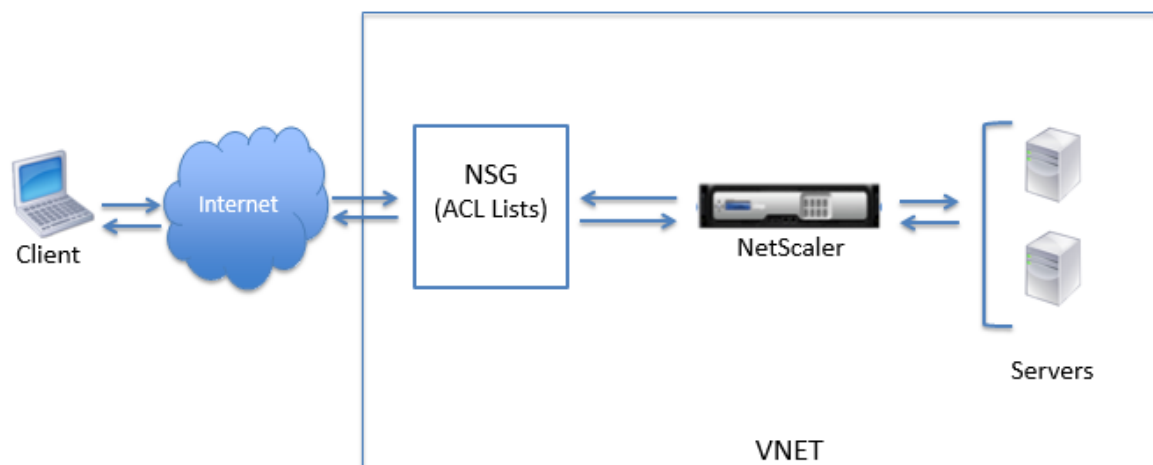 Client
Internet
NSG
(ACL Lists)
NetScaler
Servers
VNET